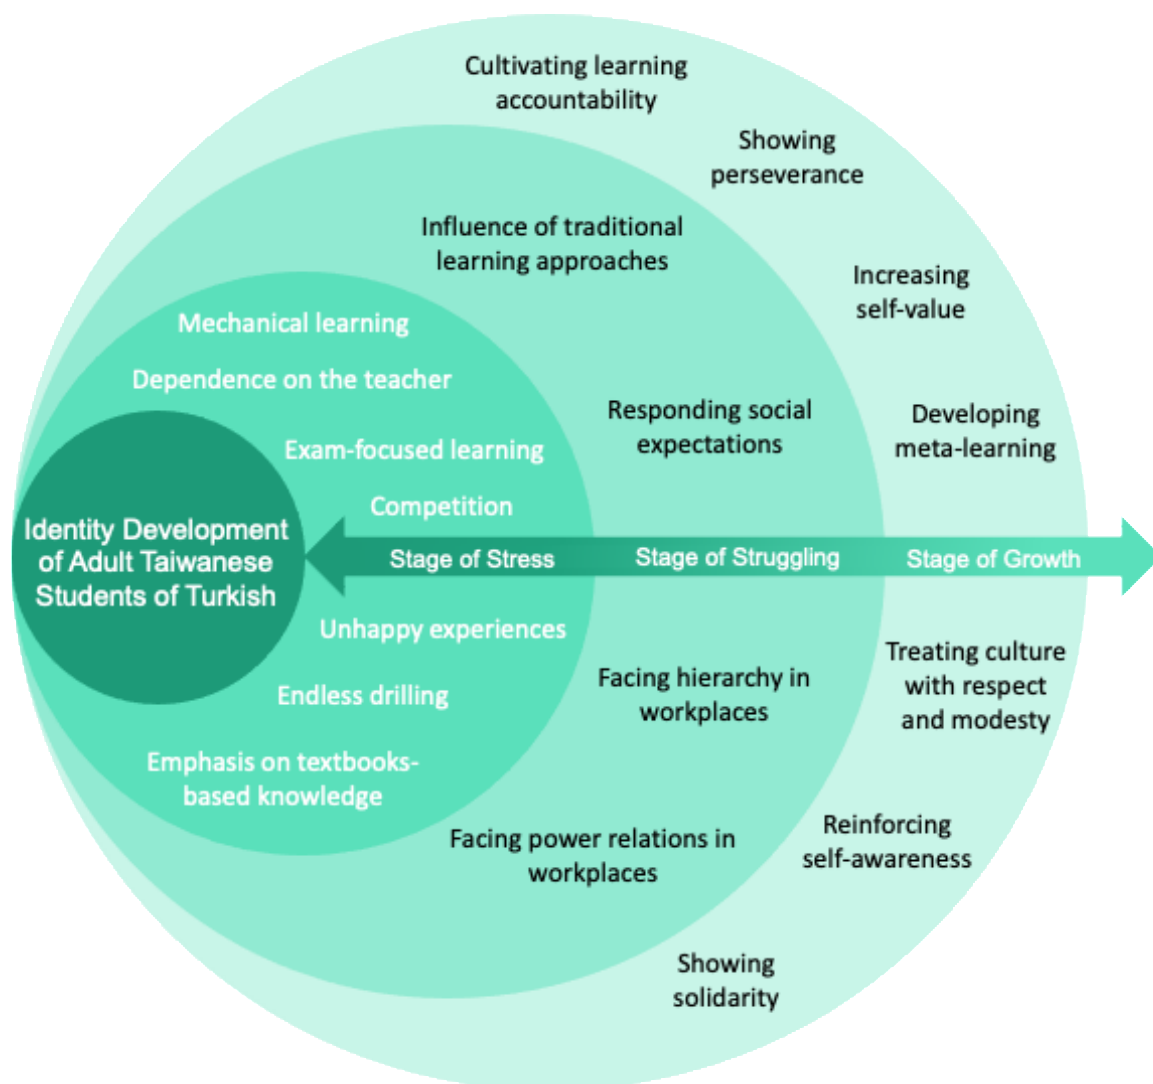 Cultivating learning
accountability
Showing
perseverance
Influence of traditional
learning approaches
Increasing
self-value
Mechanical learning
Dependence on the teacher
Responding social
expectations
Developing
meta-learning
Exam-focused learning
Competition
Identity Development
of Adult Taiwanese
Students of Turkish
Stage of Stress
Stage of Struggling
Stage of Growth
Unhappy experiences
Treating culture
with respect
and modesty
Facing hierarchy in
workplaces
Endless drilling
Emphasis on textbooks-
based knowledge
Facing power relations in
workplaces
Reinforcing
self-awareness
Showing
solidarity